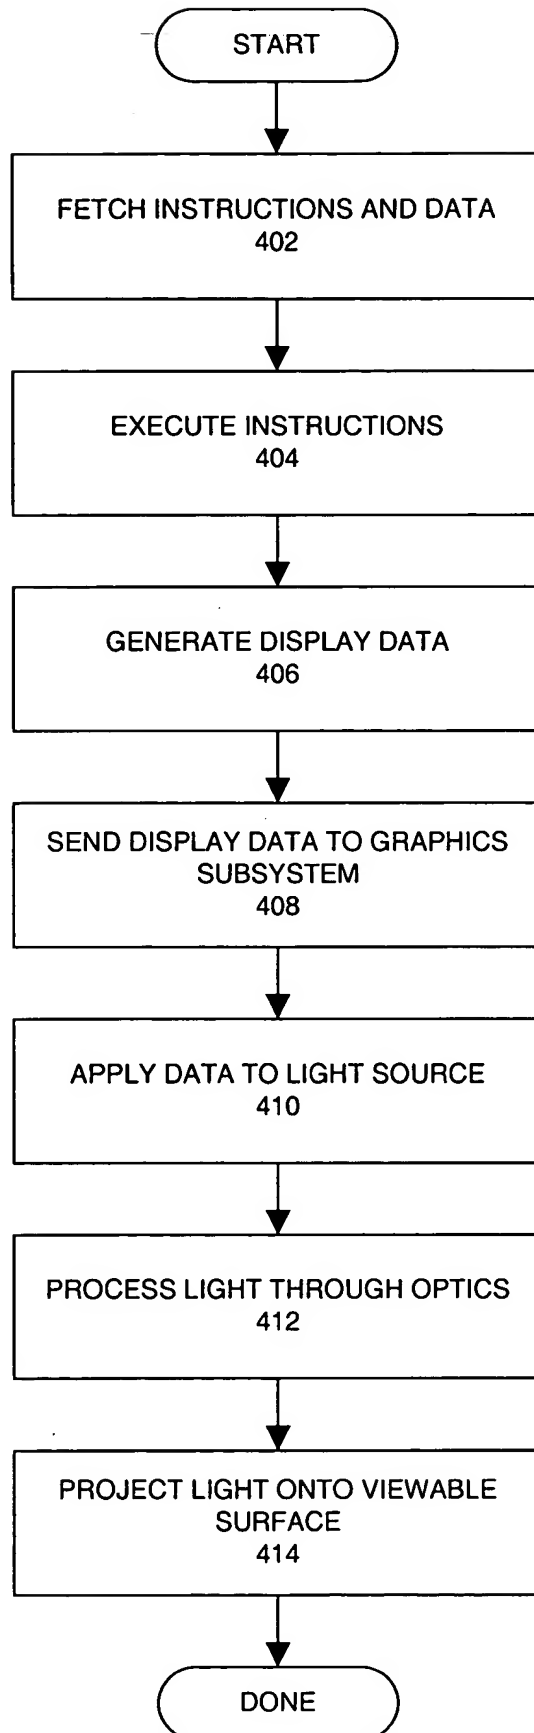 START
FETCH INSTRUCTIONS AND DATA
402
EXECUTE INSTRUCTIONS
404
GENERATE DISPLAY DATA
406
SEND DISPLAY DATA TO GRAPHICS
SUBSYSTEM
408
APPLY DATA TO LIGHT SOURCE
410
PROCESS LIGHT THROUGH OPTICS
412
PROJECT LIGHT ONTO VIEWABLE
SURFACE
414
DONE